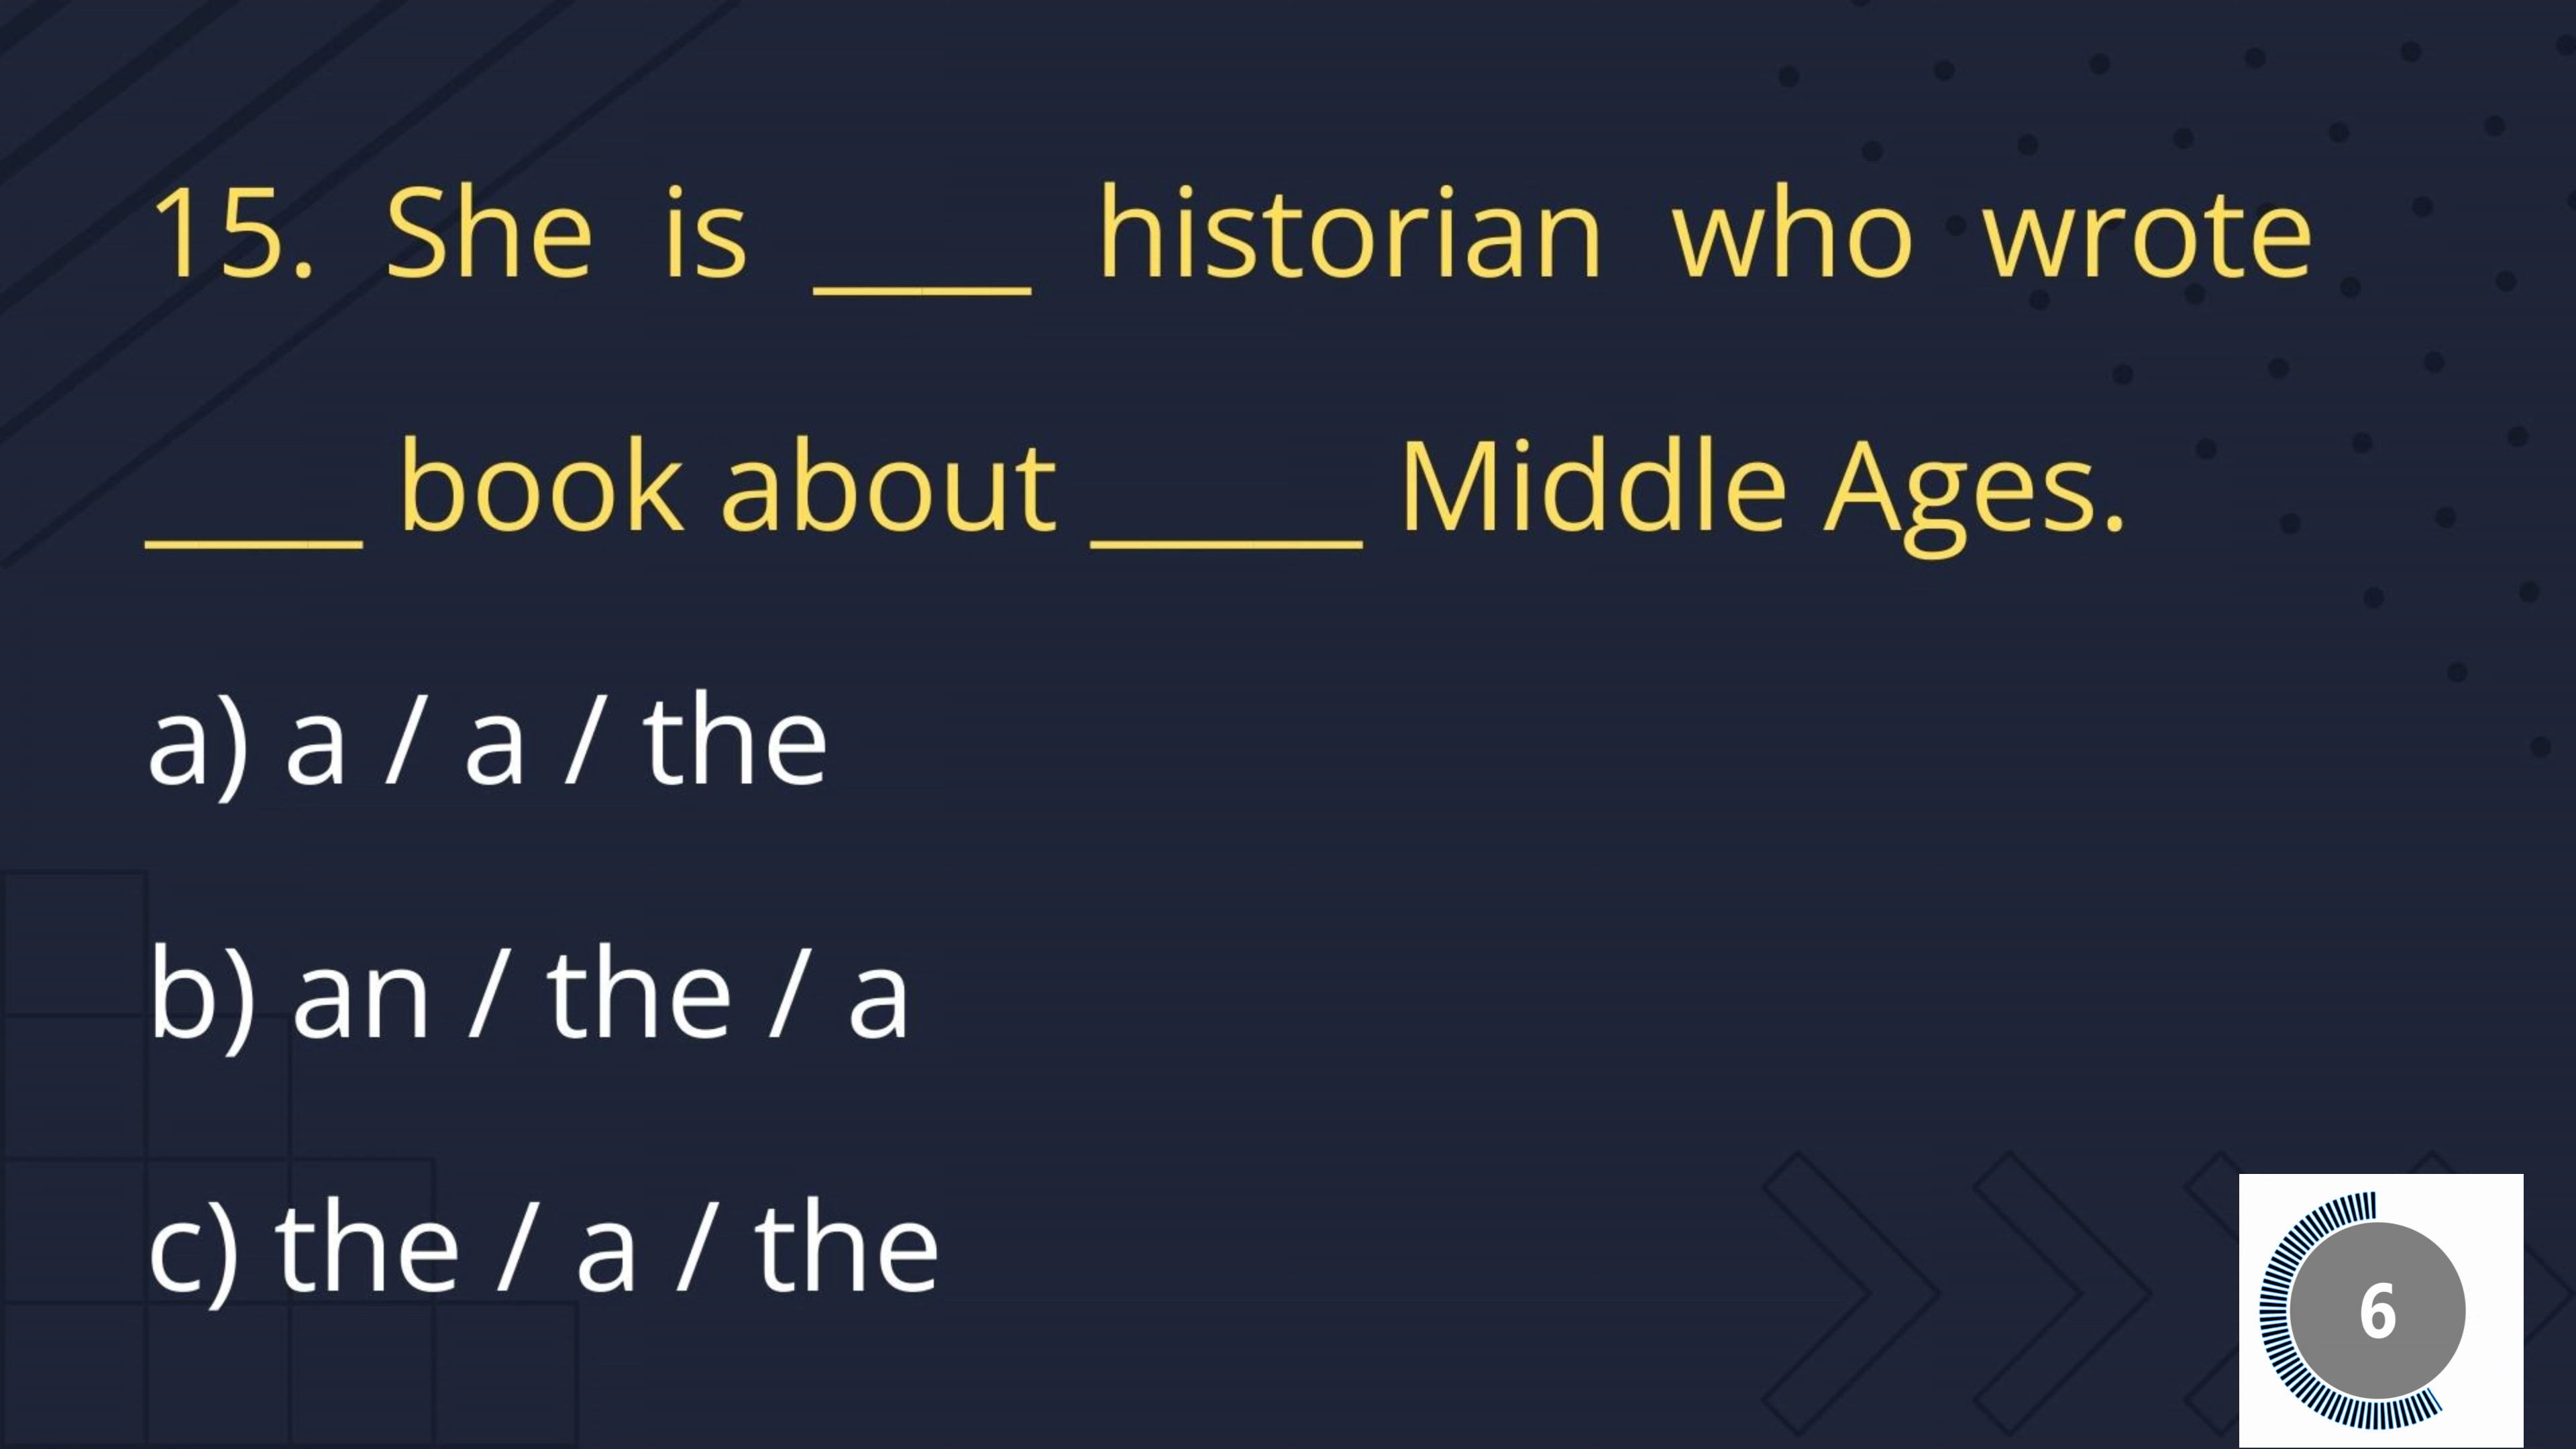 15. She is ____ historian who wrote
____ book about _____ Middle Ages.
a) a / a / the
b) an / the / a
c) the / a / the
6